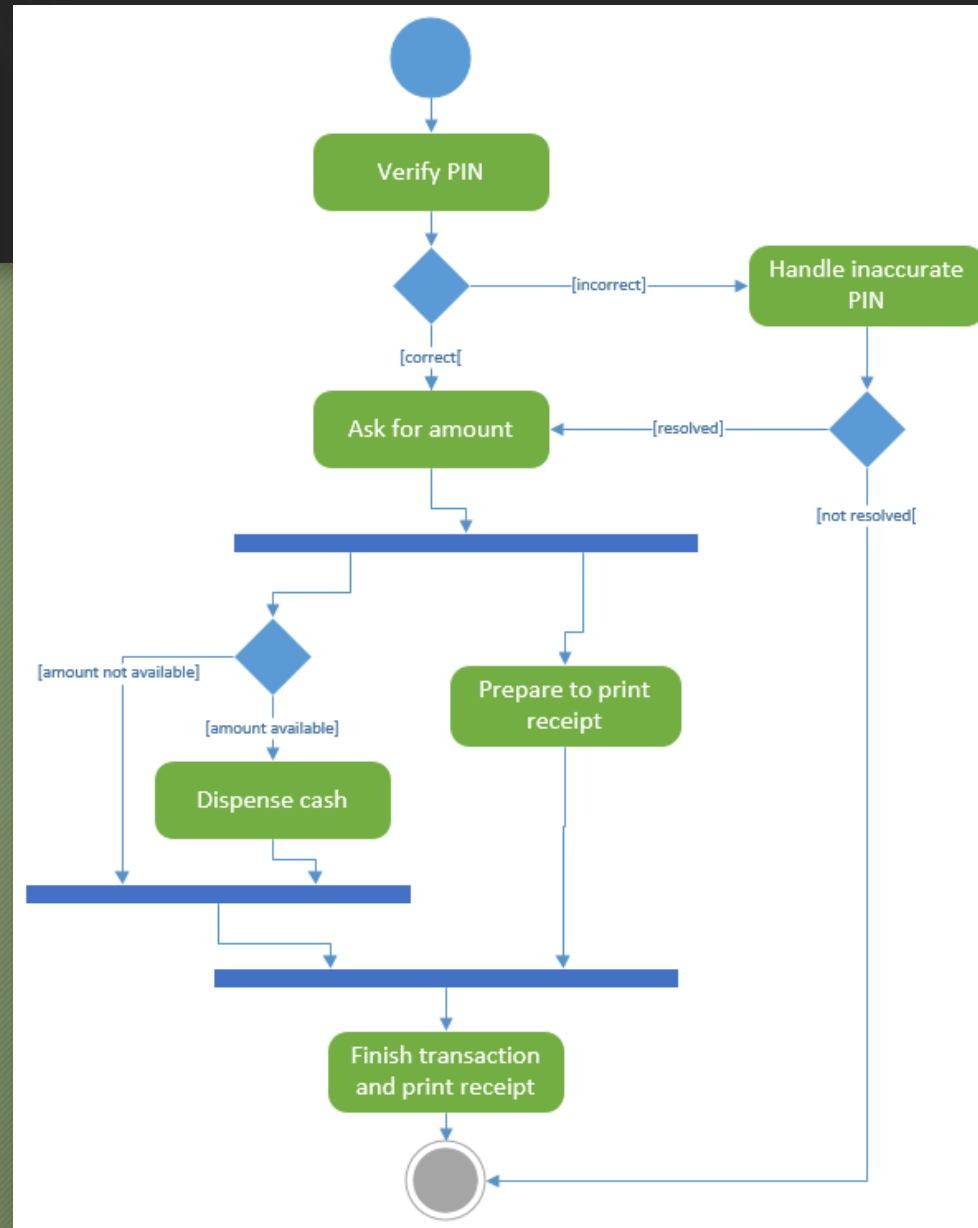 Verify PIN
[incorrect]
Handle inaccurate
PIN
[correct[
Ask for amount
[resolved]
[not resolved[
[amount not available]
[amount available]
Prepare to print
receipt
Dispense cash
Finish transaction
and print receipt